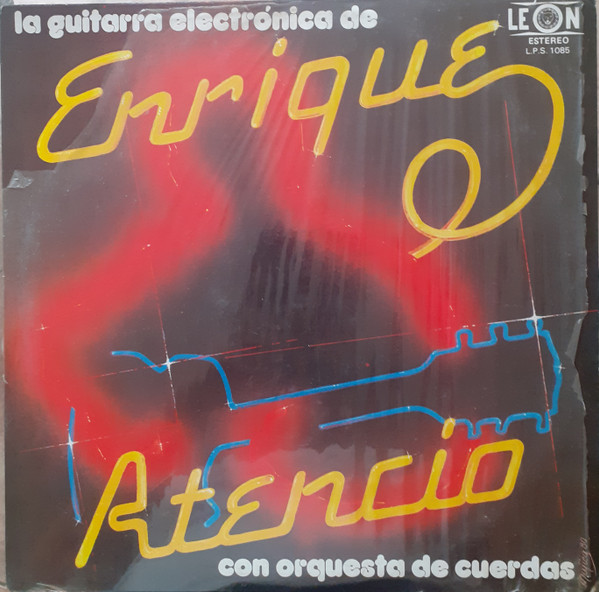 la guitarra electrónica de
LEON
ESTEREO
L.P.S. 1085
Enrique
Atencio
con orquesta de cuerdas